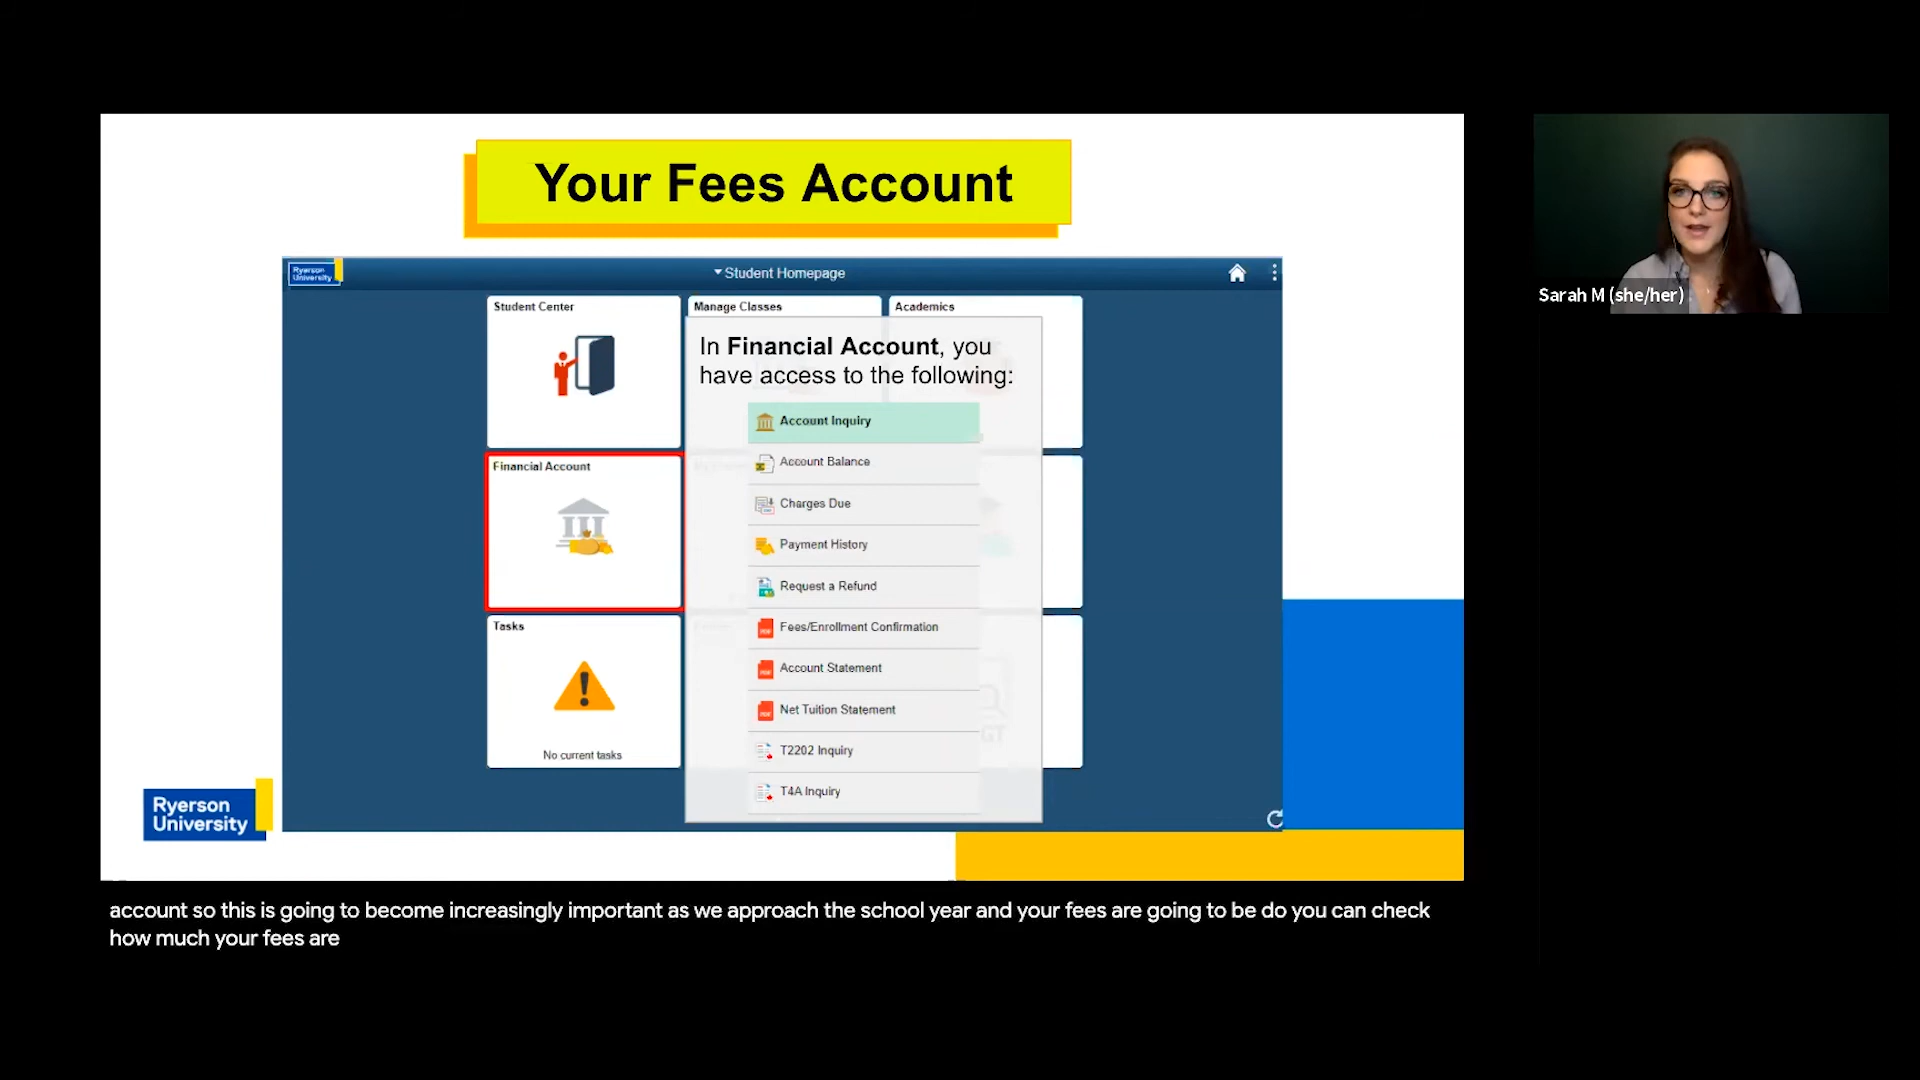 Your Fees Account
Ryerson
University
Student Homepage
Student Center
Manage Classes
Academics
In Financial Account, you
have access to the following:
Account Inquiry
Account Balance
Charges Due
Payment History
Request a Refund
Fees/Enrollment Confirmation
Account Statement
Net Tuition Statement
T2202 Inquiry
T4A Inquiry
Financial Account
Tasks
No current tasks
Ryerson
University
Sarah M (she/her)
account so this is going to become increasingly important as we approach the school year and your fees are going to be do you can check
how much your fees are